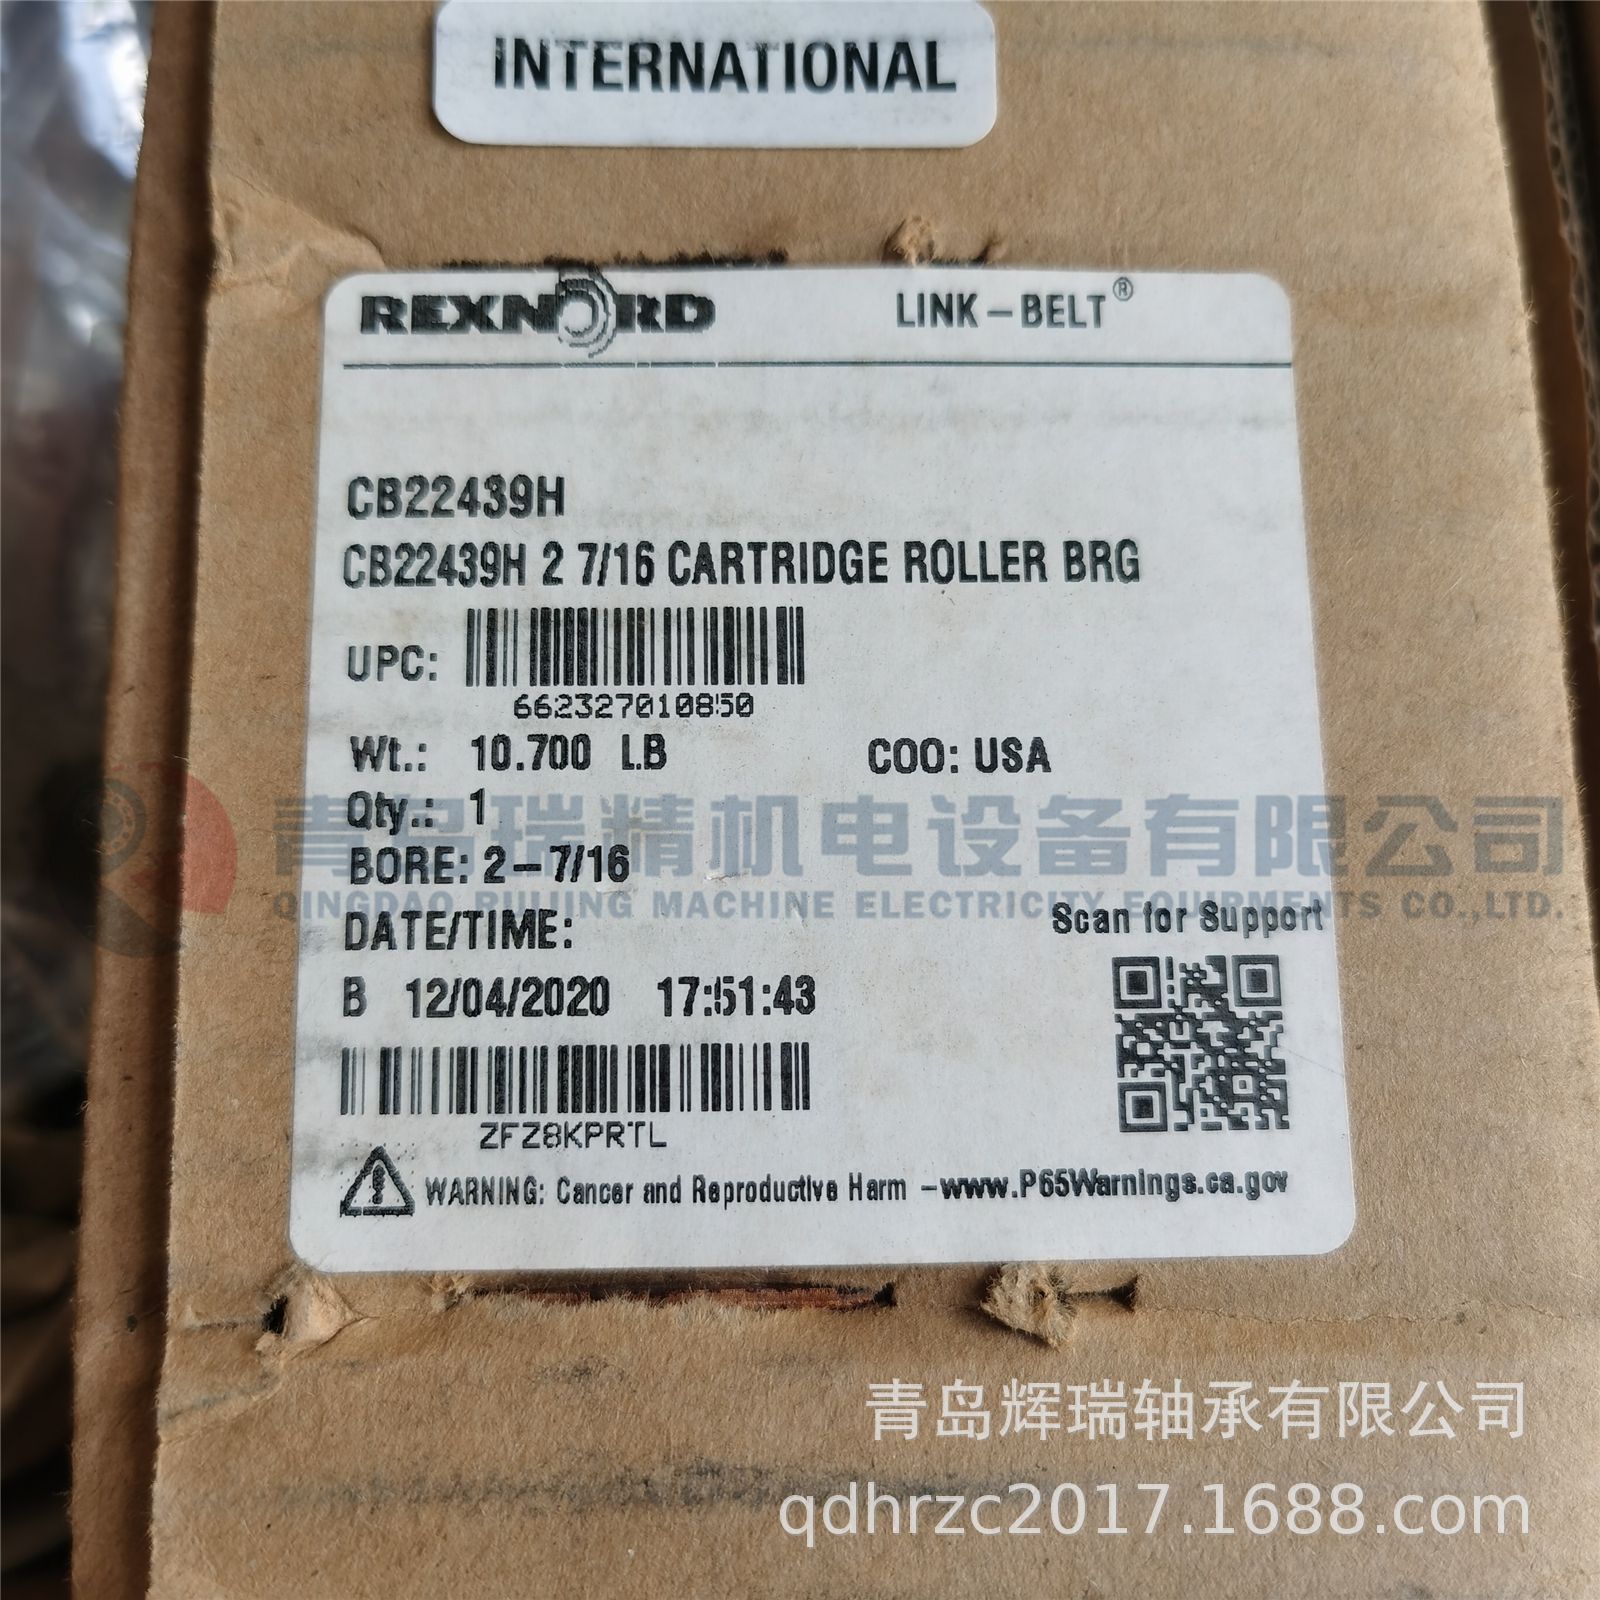 INTERNATIONAL
REXNORD LINK-BELT®
CB22439H
CB22439H 2 7/16 CARTRIDGE ROLLER BRG
UPC:
662327010850
Wt.: 10.700 LB COO: USA
Qty.: 1
青岛瑞精机电设备有限公司
BORE: 2-7/16
QINGDAO RUIJING MACHINE ELECTRICITY EQUIPMENTS CO.,LTD.
DATE/TIME:
Scan for Support
B 12/04/2020 17:51:43
ZFZ8KPRTL
WARNING: Cancer and Reproductive Harm -www.P65Warnings.ca.gov
青岛辉瑞轴承有限公司
qdhrzc2017.1688.com